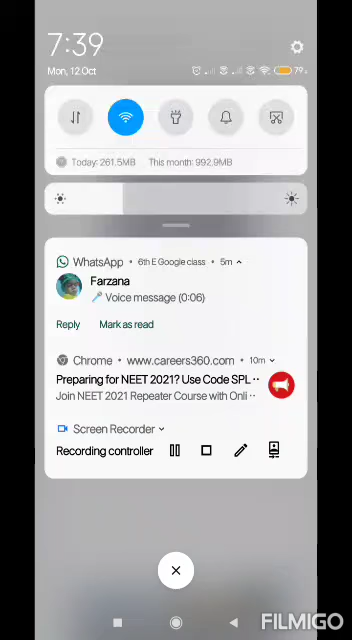 7:39
Mon, 12 Oct
79
Today: 261.5MB This month: 992.9MB
WhatsApp • 6th E Google class • 5m
Farzana
🎤 Voice message (0:06)
Reply Mark as read
Chrome • www.careers360.com • 10m
Preparing for NEET 2021? Use Code SPL ··
Join NEET 2021 Repeater Course with Onli ··
Screen Recorder
Recording controller
FILMIGO